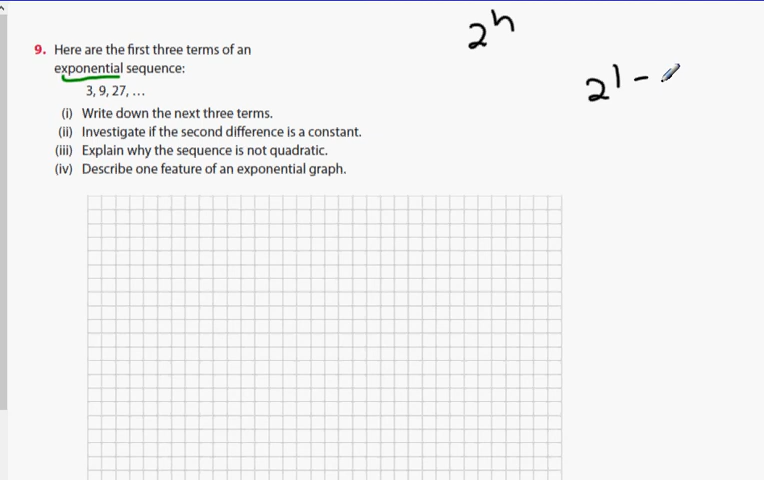 9. Here are the first three terms of an
exponential sequence:
3, 9, 27, …
(i) Write down the next three terms.
(ii) Investigate if the second difference is a constant.
(iii) Explain why the sequence is not quadratic.
(iv) Describe one feature of an exponential graph.
2ⁿ
2¹ –